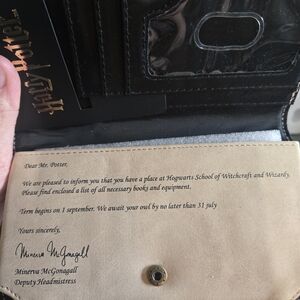 Harry Potter
Dear Mr. Potter,
We are pleased to inform you that you have a place at Hogwarts School of Witchcraft and Wizardy.
Please find enclosed a list of all necessary books and equipment.
Term begins on 1 september. We await your owl by no later than 31 july
Yours sincerely,
Minerva McGonagall
Minerva McGonagall
Deputy Headmistress